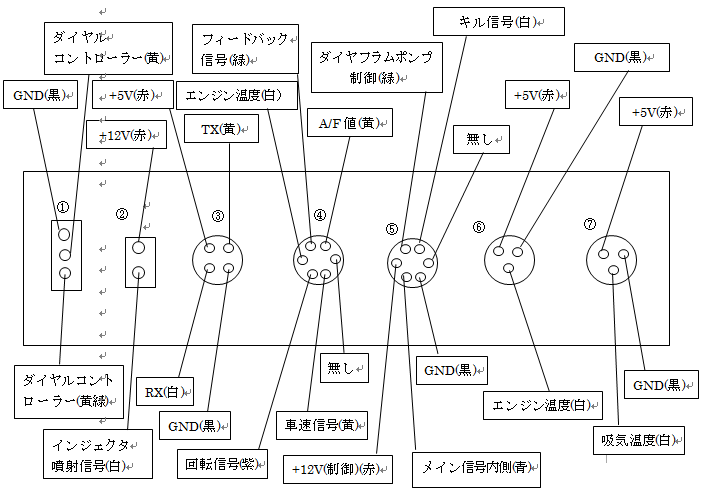 ダイヤル
コントローラー(黄)
フィードバック
信号(緑)
キル信号(白)
ダイヤフラムポンプ
制御(緑)
GND(黒)
GND(黒)
+5V(赤)
エンジン温度(白)
+5V(赤)
+5V(赤)
+12V(赤)
TX(黄)
A/F 値(黄)
無し
①
②
③
④
⑤
⑥
⑦
ダイヤルコント
ローラー(黄緑)
RX(白)
無し
GND(黒)
GND(黒)
GND(黒)
車速信号(黄)
エンジン温度(白)
インジェクタ
噴射信号(白)
回転信号(紫)
+12V(制御)(赤)
メイン信号内側(青)
吸気温度(白)